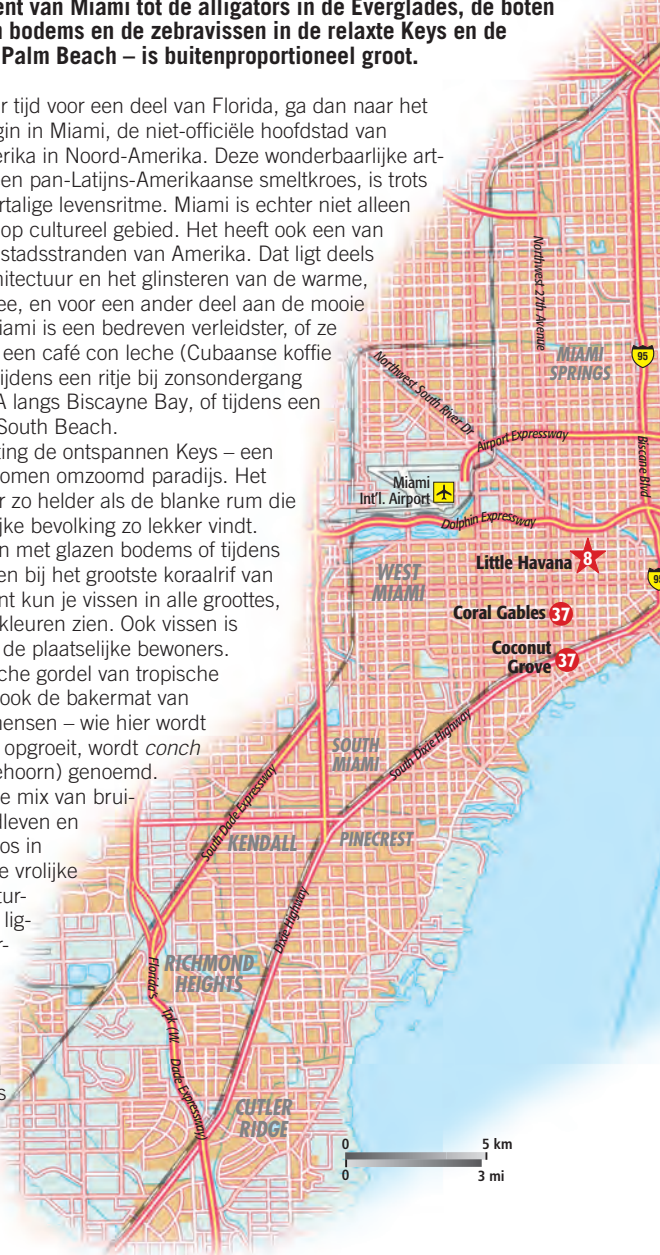 ent van Miami tot de alligators in de Everglades, de boten
n bodems en de zebravissen in de relaxte Keys en de
Palm Beach – is buitenproportioneel groot.
r tijd voor een deel van Florida, ga dan naar het
gin in Miami, de niet-officiële hoofdstad van
erika in Noord-Amerika. Deze wonderbaarlijke art-
en pan-Latijns-Amerikaanse smeltkroes, is trots
ertalige levensritme. Miami is echter niet alleen
op cultureel gebied. Het heeft ook een van
stadsstranden van Amerika. Dat ligt deels
hitectuur en het glinsteren van de warme,
ee, en voor een ander deel aan de mooie
iami is een bedreven verleidster, of ze
een café con leche (Cubaanse koffie
ijdens een ritje bij zonsondergang
A langs Biscayne Bay, of tijdens een
South Beach.
ting de ontspannen Keys – een
omen omzoomd paradijs. Het
r zo helder als de blanke rum die
ijke bevolking zo lekker vindt.
n met glazen bodems of tijdens
en bij het grootste koraalrif van
nt kun je vissen in alle groottes,
kleuren zien. Ook vissen is
de plaatselijke bewoners.
che gordel van tropische
ook de bakermat van
mensen – wie hier wordt
opgroeit, wordt conch
ehoorn) genoemd.
e mix van brui-
lleven en
os in
e vrolijke
tur-
lig-
r-
s
Northwest 27th Avenue
MIAMI
SPRINGS
95
Northwest South River Dr.
Airport Expressway
Biscane Blvd
Miami
Int'l. Airport
Dolphin Expressway
Little Havana 8
95
WEST
MIAMI
Coral Gables 37
Coconut
Grove 37
SOUTH
MIAMI
South Dixie Highway
South Dade Expressway
KENDALL
PINECREST
Dixie Highway
RICHMOND
HEIGHTS
Florida's Tpk (W. Dade Expressway)
CUTLER
RIDGE
0 5 km
0 3 mi